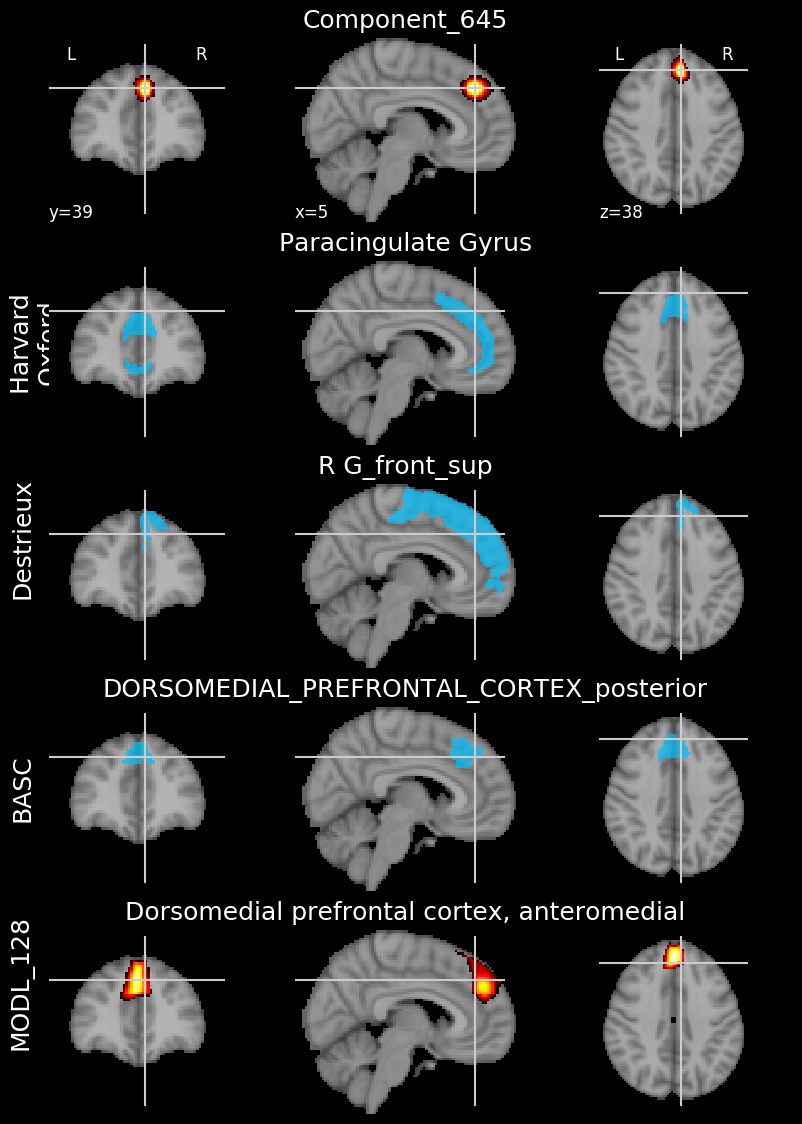 Component_645
L R L R
y=39 x=5 z=38
Paracingulate Gyrus
Harvard
R G_front_sup
Destrieux
DORSOMEDIAL_PREFRONTAL_CORTEX_posterior
BASC
Dorsomedial prefrontal cortex, anteromedial
MODL_128